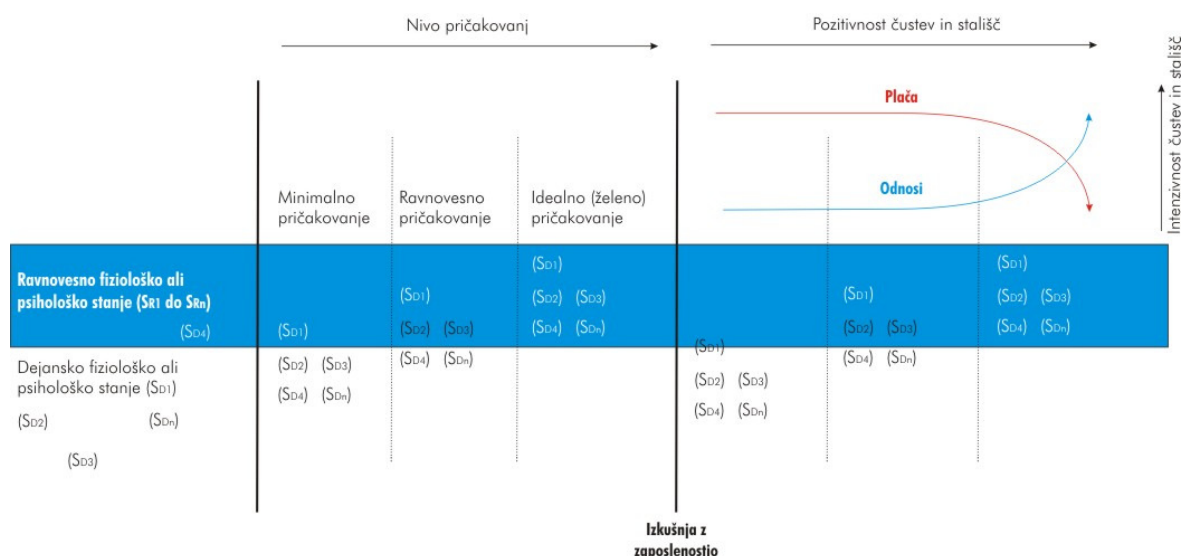 Nivo pričakovanj
Pozitivnost čustev in stališč
Intenzivnost čustev in stališč
Plača
Odnosi
Minimalno
pričakovanje
Ravnovesno
pričakovanje
Idealno (želeno)
pričakovanje
Ravnovesno fiziološko ali
psihološko stanje (SR1 do SRn)
(SD4)
Dejansko fiziološko ali
psihološko stanje (SD1)
(SD2) (SDn)
(SD3)
(SD1)
(SD2) (SD3)
(SD4) (SDn)
(SD1)
(SD2) (SD3)
(SD4) (SDn)
(SD1)
(SD2) (SD3)
(SD4) (SDn)
(SD1)
(SD2) (SD3)
(SD4) (SDn)
(SD1)
(SD2) (SD3)
(SD4) (SDn)
(SD1)
(SD2) (SD3)
(SD4) (SDn)
Izkušnja z
zaposlenostjo